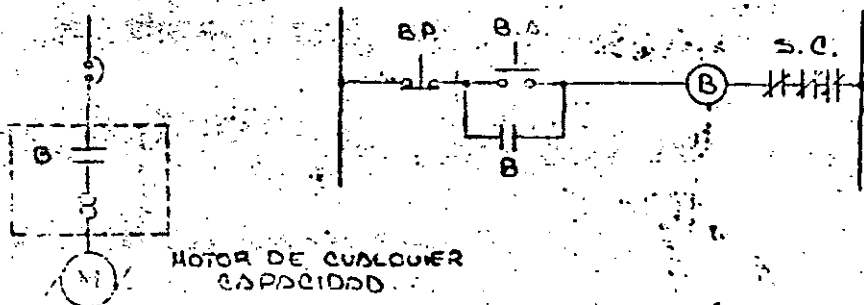 B.P.
B.A.
S.C.
B
B
B
M
MOTOR DE CUALQUIER
CAPACIDAD.